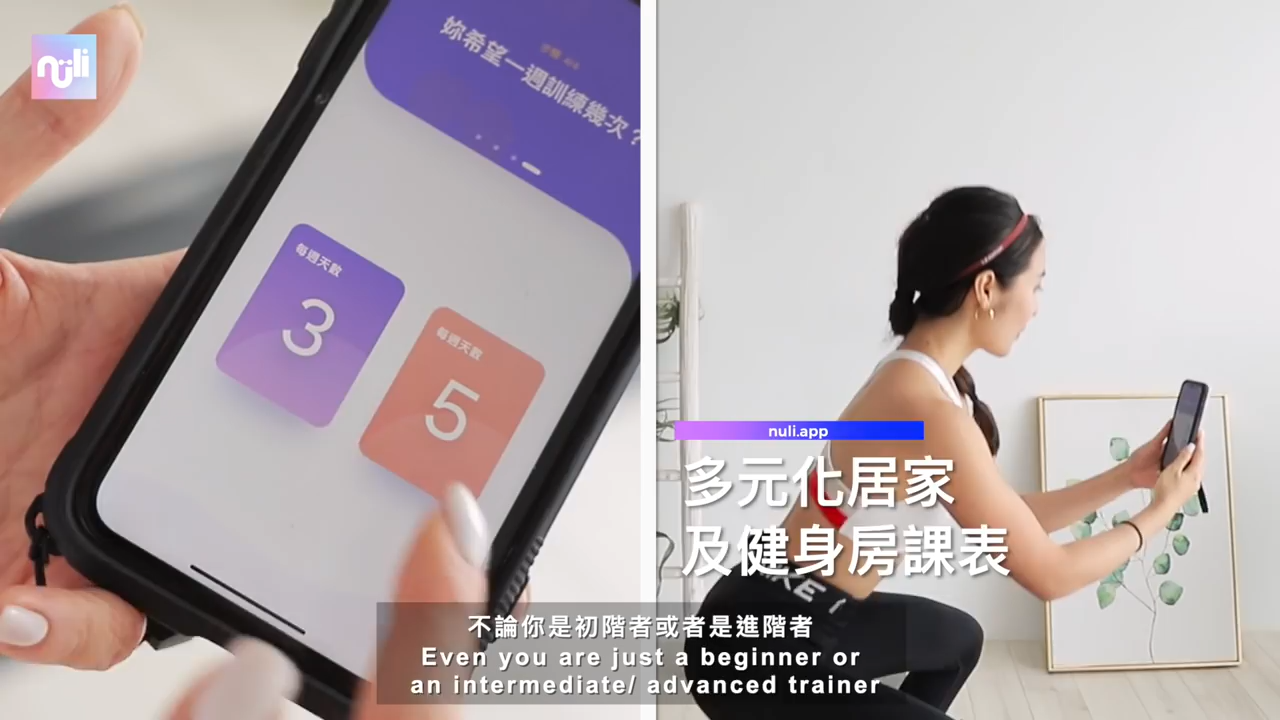 nuli
妳希望一週訓練幾次？
每週天數
3
每週天數
5
nuli.app
多元化居家
及健身房課表
不論你是初階者或者是進階者
Even you are just a beginner or
an intermediate/ advanced trainer